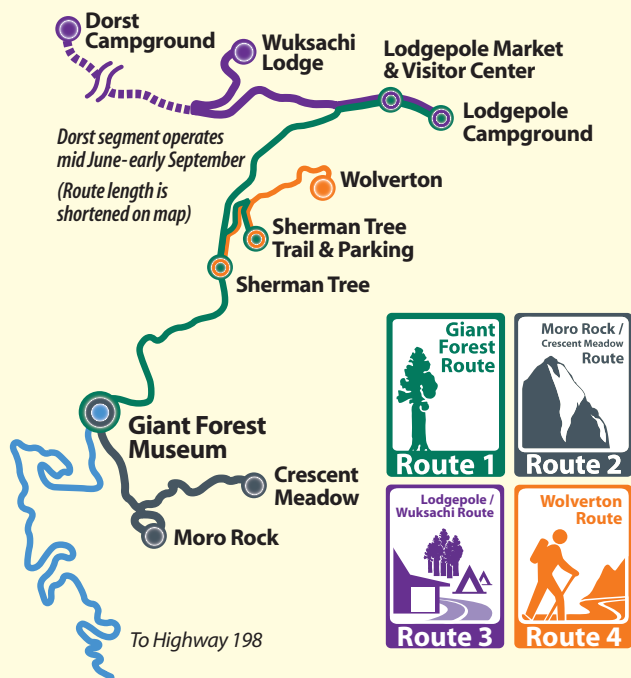 Dorst
Campground
Wuksachi
Lodge
Lodgepole Market
& Visitor Center
Lodgepole
Campground
Dorst segment operates
mid June-early September
(Route length is
shortened on map)
Wolverton
Sherman Tree
Trail & Parking
Sherman Tree
Giant Forest
Museum
Crescent
Meadow
Moro Rock
To Highway 198
Giant
Forest
Route
Route 1
Moro Rock /
Crescent Meadow
Route
Route 2
Lodgepole /
Wuksachi Route
Route 3
Wolverton
Route
Route 4